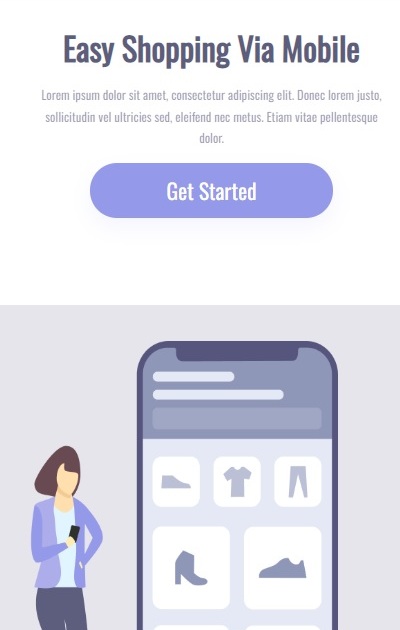 Easy Shopping Via Mobile
Lorem ipsum dolor sit amet, consectetur adipiscing elit. Donec lorem justo,
sollicitudin vel ultricies sed, eleifend nec metus. Etiam vitae pellentesque
dolor.
Get Started